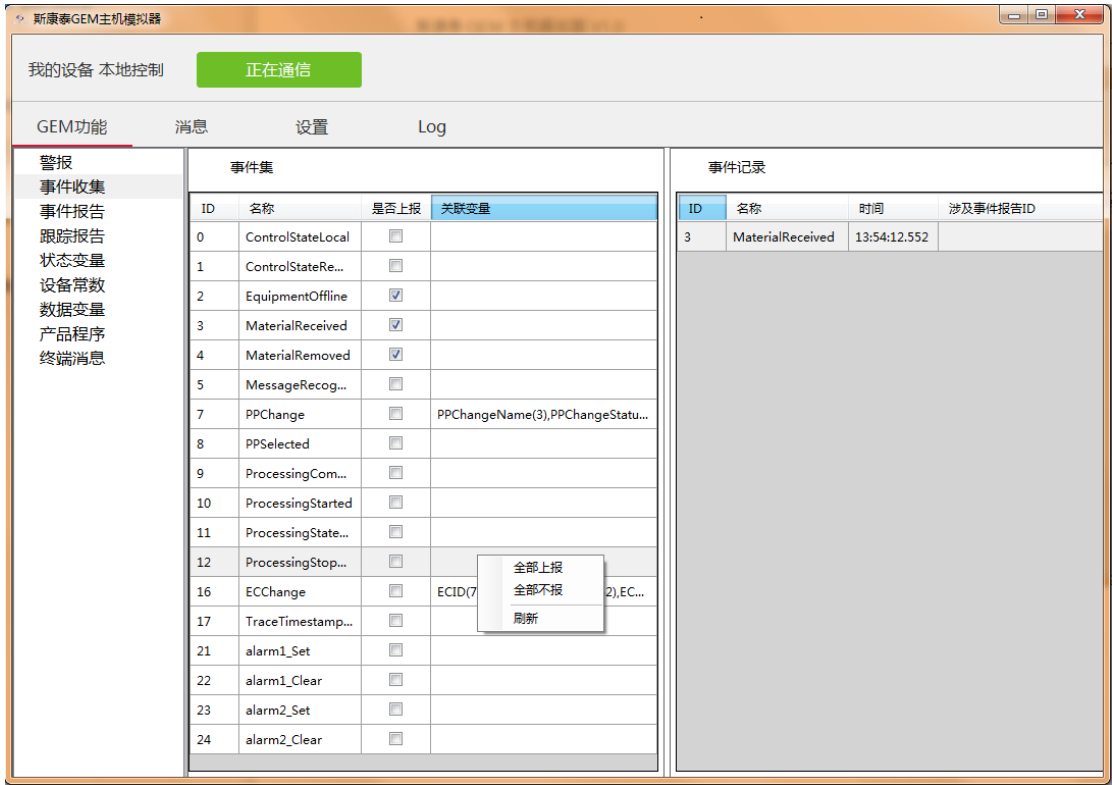 斯康泰GEM主机模拟器
我的设备 本地控制 正在通信
GEM功能 消息 设置 Log
警报
事件收集
事件报告
跟踪报告
状态变量
设备常数
数据变量
产品程序
终端消息
事件集
ID 名称 是否上报 关联变量
0 ControlStateLocal
1 ControlStateRe...
2 EquipmentOffline
3 MaterialReceived
4 MaterialRemoved
5 MessageRecog...
7 PPChange PPChangeName(3),PPChangeStatu...
8 PPSelected
9 ProcessingCom...
10 ProcessingStarted
11 ProcessingState...
12 ProcessingStop...
16 ECChange ECID(7 2),EC...
17 TraceTimestamp...
21 alarm1_Set
22 alarm1_Clear
23 alarm2_Set
24 alarm2_Clear
全部上报
全部不报
刷新
事件记录
ID 名称 时间 涉及事件报告ID
3 MaterialReceived 13:54:12.552